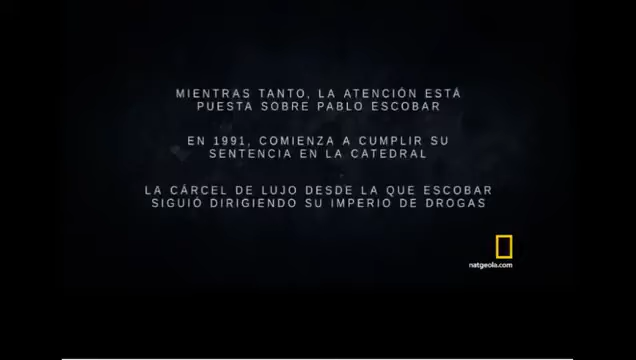 MIENTRAS TANTO, LA ATENCIÓN ESTÁ
PUESTA SOBRE PABLO ESCOBAR
EN 1991, COMIENZA A CUMPLIR SU
SENTENCIA EN LA CATEDRAL
LA CÁRCEL DE LUJO DESDE LA QUE ESCOBAR
SIGUIÓ DIRIGIENDO SU IMPERIO DE DROGAS
natgeola.com